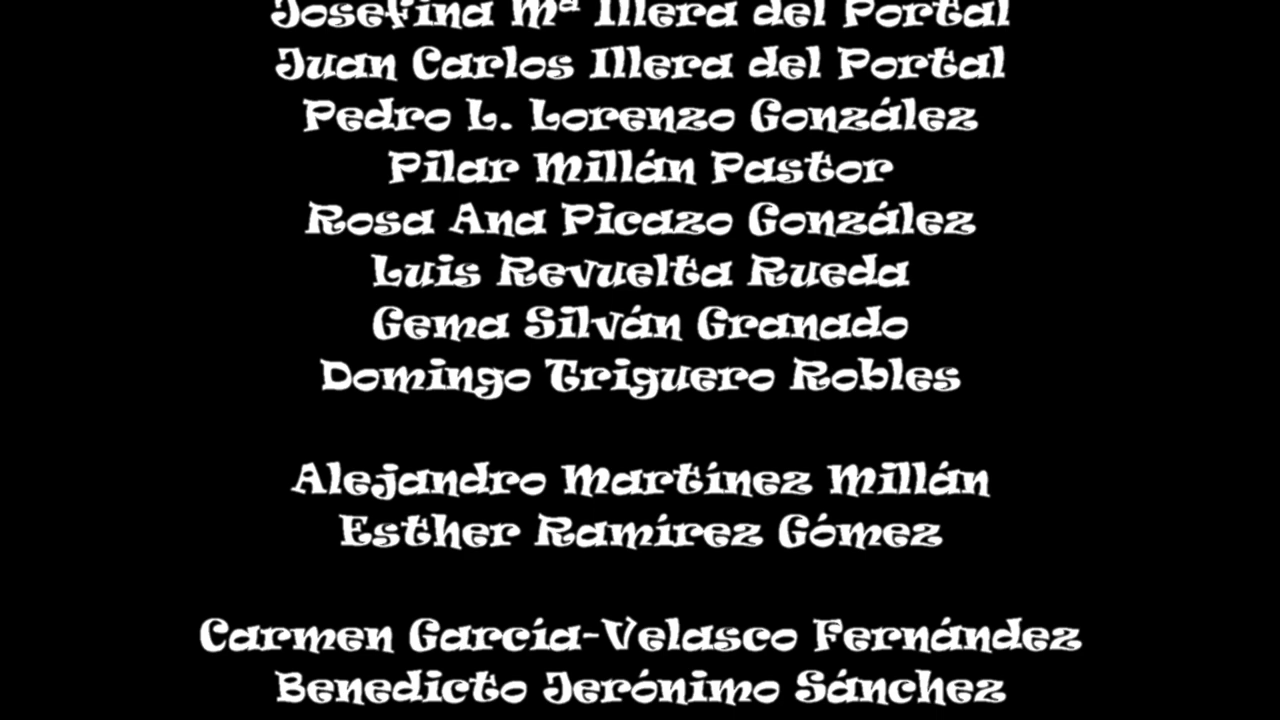 Josefina Mª Illera del Portal
Juan Carlos Illera del Portal
Pedro L. Lorenzo González
Pilar Millán Pastor
Rosa Ana Picazo González
Luis Revuelta Rueda
Gema Silván Granado
Domingo Triguero Robles
Alejandro Martínez Millán
Esther Ramírez Gómez
Carmen García-Velasco Fernández
Benedicto Jerónimo Sánchez